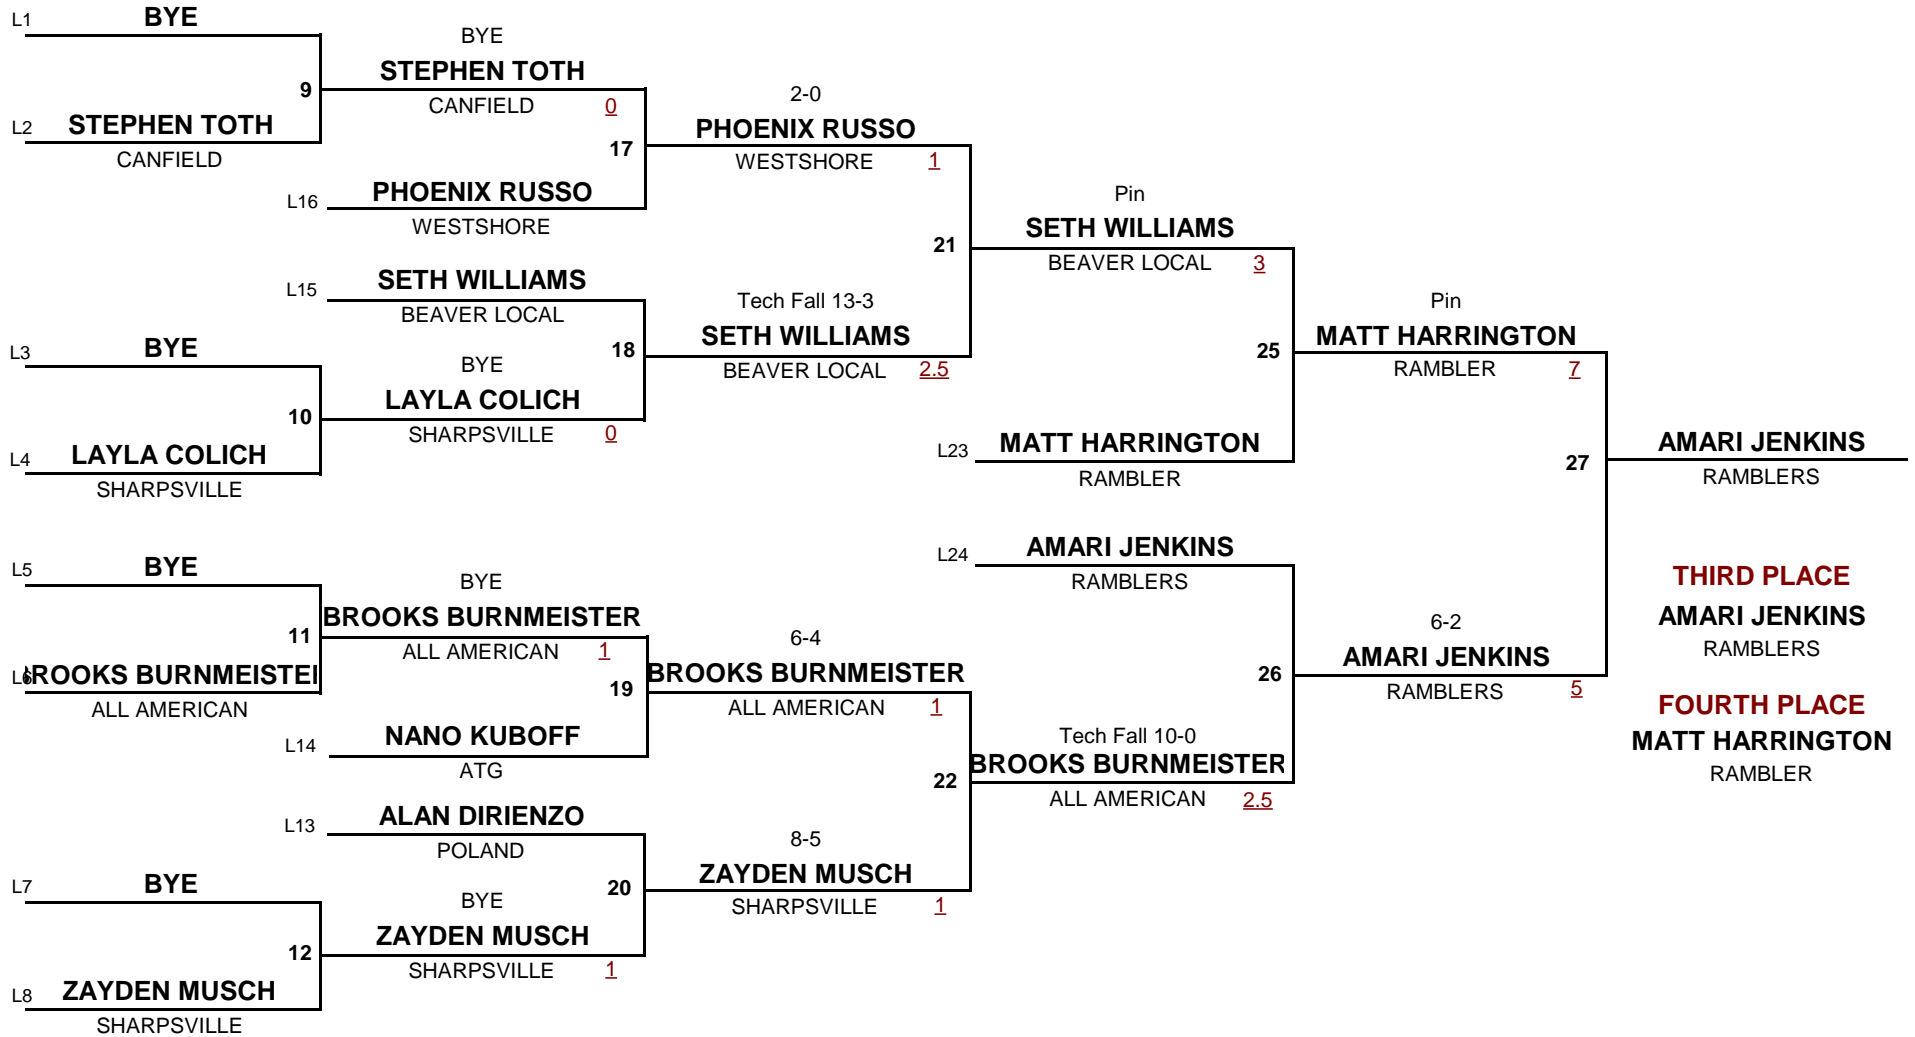 L1 BYE
9
L2 STEPHEN TOTH
CANFIELD
BYE
STEPHEN TOTH
CANFIELD 0
17
L16 PHOENIX RUSSO
WESTSHORE
2-0
PHOENIX RUSSO
WESTSHORE 1
21
L15 SETH WILLIAMS
BEAVER LOCAL
18
L3 BYE
10
L4 LAYLA COLICH
SHARPSVILLE
BYE
LAYLA COLICH
SHARPSVILLE 0
Tech Fall 13-3
SETH WILLIAMS
BEAVER LOCAL 2.5
Pin
SETH WILLIAMS
BEAVER LOCAL 3
25
L23 MATT HARRINGTON
RAMBLER
Pin
MATT HARRINGTON
RAMBLER 7
27
AMARI JENKINS
RAMBLERS
L5 BYE
11
L6 ROOKS BURNMEISTE
ALL AMERICAN
BYE
BROOKS BURNMEISTER
ALL AMERICAN 1
19
L14 NANO KUBOFF
ATG
6-4
BROOKS BURNMEISTER
ALL AMERICAN 1
22
L13 ALAN DIRIENZO
POLAND
20
L7 BYE
12
L8 ZAYDEN MUSCH
SHARPSVILLE
BYE
ZAYDEN MUSCH
SHARPSVILLE 1
8-5
ZAYDEN MUSCH
SHARPSVILLE 1
L24 AMARI JENKINS
RAMBLERS
26
Tech Fall 10-0
BROOKS BURNMEISTER
ALL AMERICAN 2.5
6-2
AMARI JENKINS
RAMBLERS 5
THIRD PLACE
AMARI JENKINS
RAMBLERS
FOURTH PLACE
MATT HARRINGTON
RAMBLER